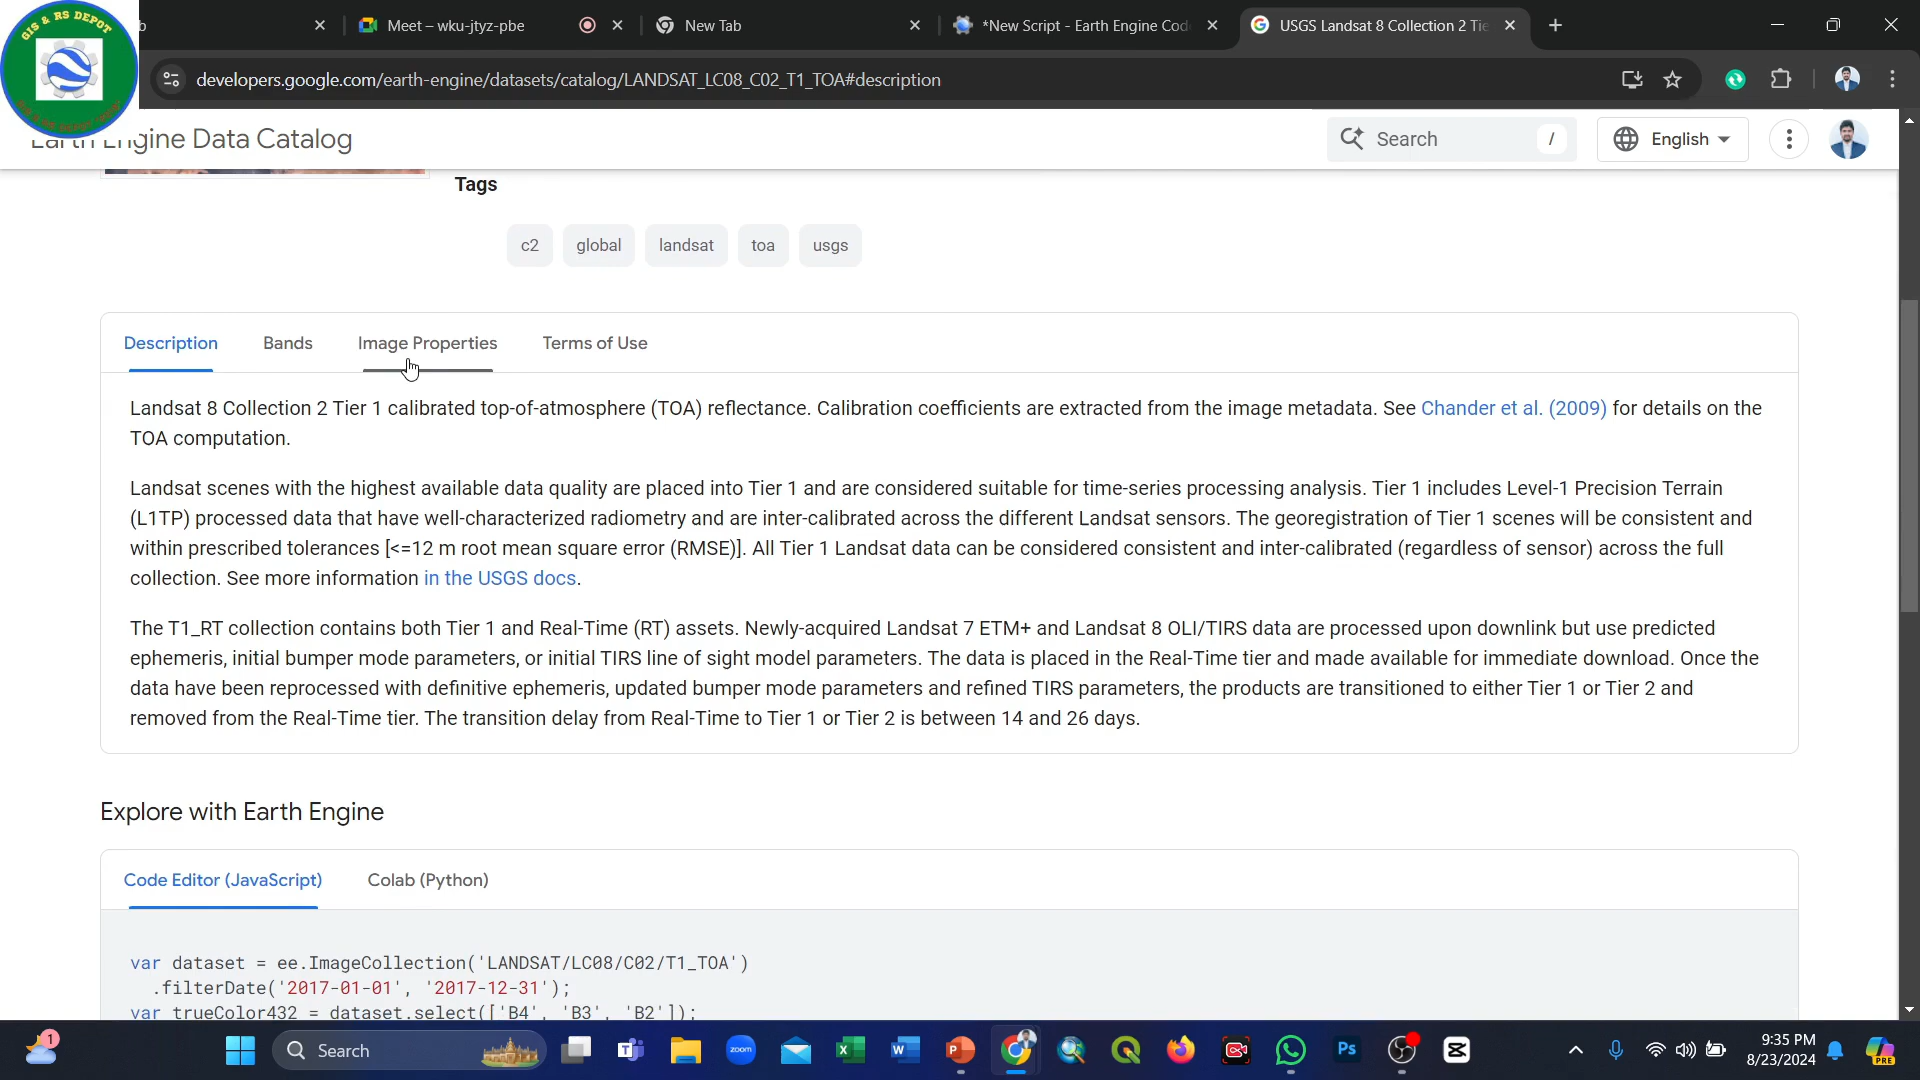 GIS & RS DEPOT
b
Meet – wku-jtyz-pbe
New Tab
*New Script - Earth Engine Cod
USGS Landsat 8 Collection 2 Tie
developers.google.com/earth-engine/datasets/catalog/LANDSAT_LC08_C02_T1_TOA#description
Earth Engine Data Catalog
Search
/
English
Tags
c2
global
landsat
toa
usgs
Description
Bands
Image Properties
Terms of Use
Landsat 8 Collection 2 Tier 1 calibrated top-of-atmosphere (TOA) reflectance. Calibration coefficients are extracted from the image metadata. See Chander et al. (2009) for details on the
TOA computation.
Landsat scenes with the highest available data quality are placed into Tier 1 and are considered suitable for time-series processing analysis. Tier 1 includes Level-1 Precision Terrain
(L1TP) processed data that have well-characterized radiometry and are inter-calibrated across the different Landsat sensors. The georegistration of Tier 1 scenes will be consistent and
within prescribed tolerances [<=12 m root mean square error (RMSE)]. All Tier 1 Landsat data can be considered consistent and inter-calibrated (regardless of sensor) across the full
collection. See more information in the USGS docs.
The T1_RT collection contains both Tier 1 and Real-Time (RT) assets. Newly-acquired Landsat 7 ETM+ and Landsat 8 OLI/TIRS data are processed upon downlink but use predicted
ephemeris, initial bumper mode parameters, or initial TIRS line of sight model parameters. The data is placed in the Real-Time tier and made available for immediate download. Once the
data have been reprocessed with definitive ephemeris, updated bumper mode parameters and refined TIRS parameters, the products are transitioned to either Tier 1 or Tier 2 and
removed from the Real-Time tier. The transition delay from Real-Time to Tier 1 or Tier 2 is between 14 and 26 days.
Explore with Earth Engine
Code Editor (JavaScript)
Colab (Python)
var dataset = ee.ImageCollection('LANDSAT/LC08/C02/T1_TOA')
.filterDate('2017-01-01', '2017-12-31');
var trueColor432 = dataset.select(['B4', 'B3', 'B2']);
1
Search
zoom
Ps
9:35 PM
8/23/2024
PRE